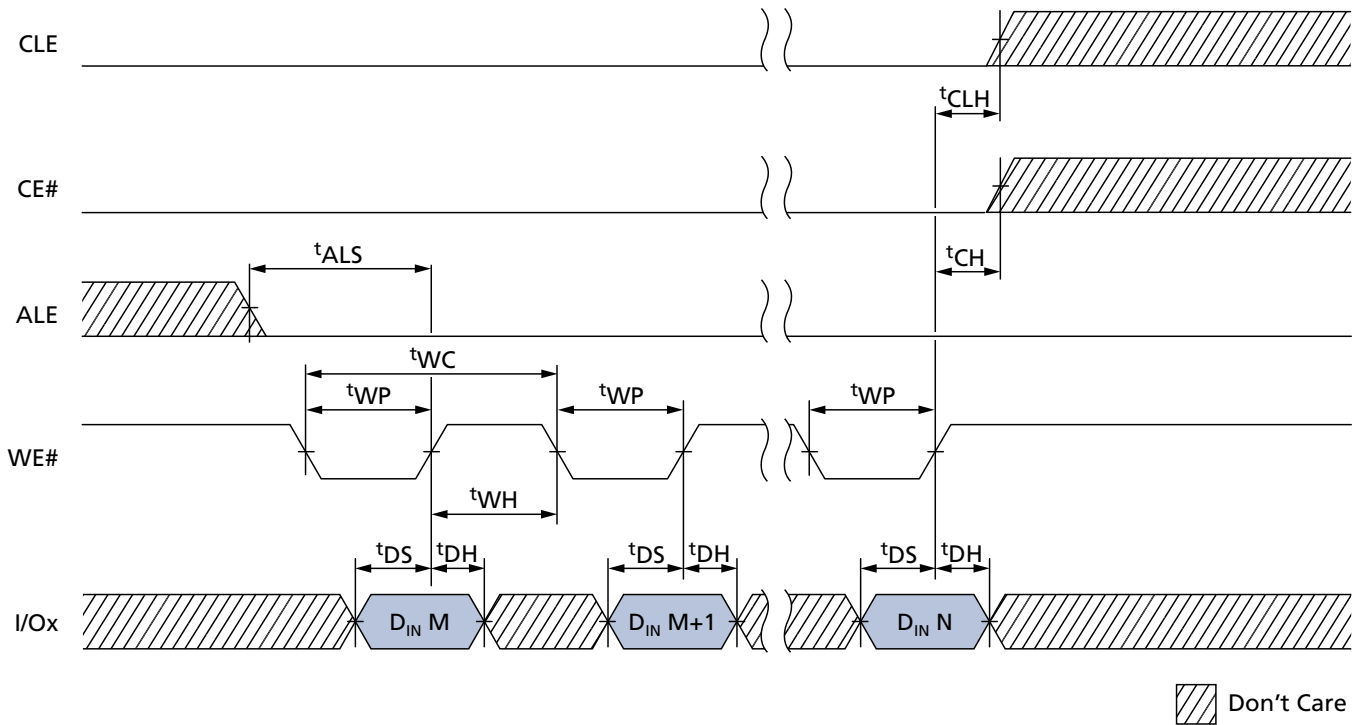 CLE
tCLH
CE#
tCH
tALS
ALE
tWC
tWP
tWP
tWP
WE#
tWH
tDS
tDH
tDS
tDH
tDS
tDH
I/Ox
DIN M
DIN M+1
DIN N
Don't Care